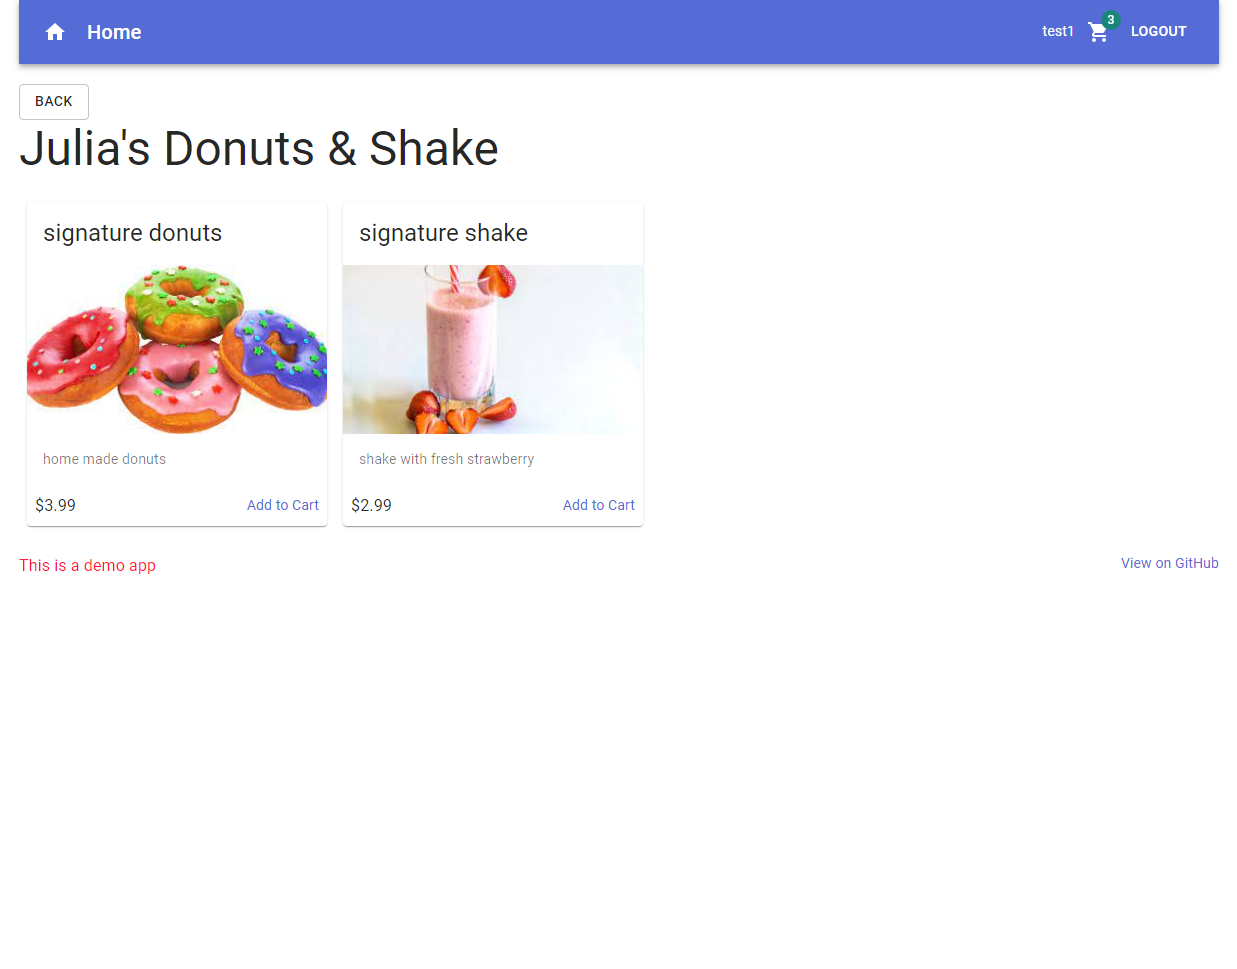 Home
test1
3
LOGOUT
BACK
Julia's Donuts & Shake
signature donuts
signature shake
home made donuts
shake with fresh strawberry
$3.99
Add to Cart
$2.99
Add to Cart
This is a demo app
View on GitHub